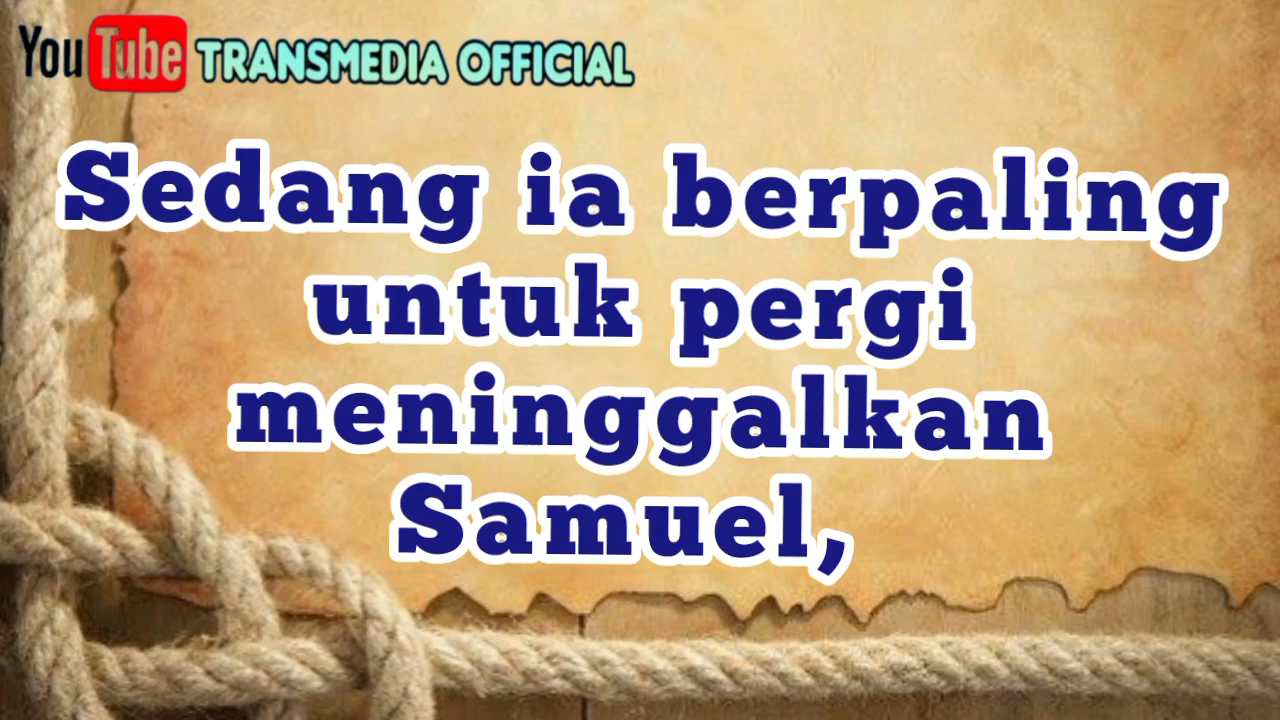 YouTube TRANSMEDIA OFFICIAL
Sedang ia berpaling
untuk pergi
meninggalkan
Samuel,